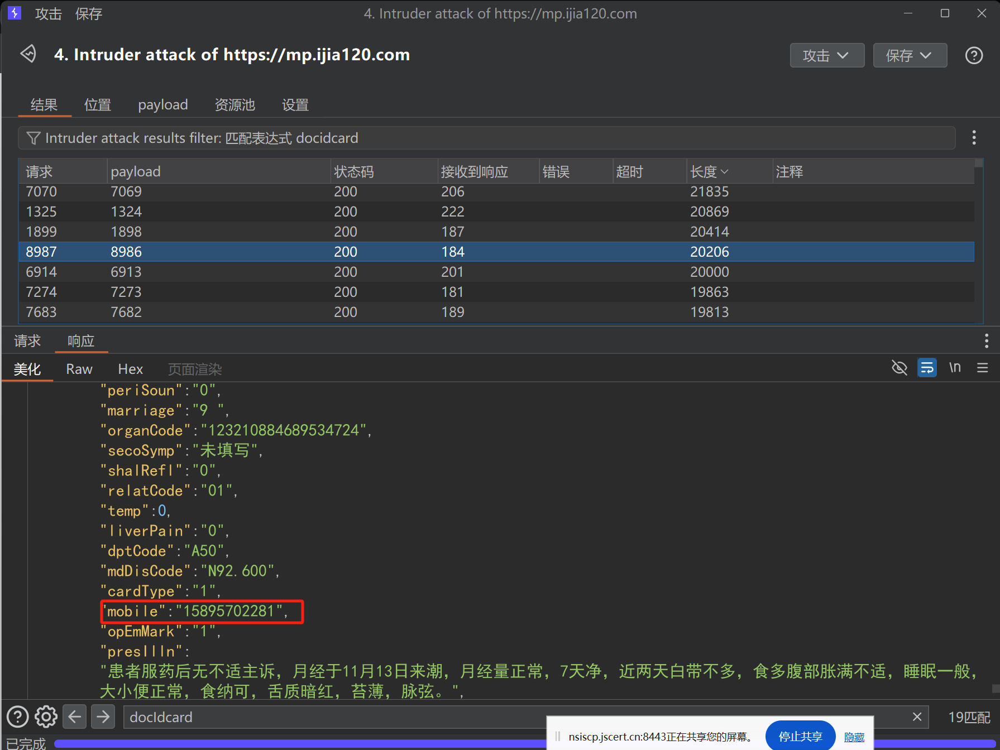 攻击 保存 4. Intruder attack of https://mp.ijia120.com
4. Intruder attack of https://mp.ijia120.com 攻击 保存
结果 位置 payload 资源池 设置
Intruder attack results filter: 匹配表达式 docidcard
请求 payload 状态码 接收到响应 错误 超时 长度 注释
7070 7069 200 206 21835
1325 1324 200 222 20869
1899 1898 200 187 20414
8987 8986 200 184 20206
6914 6913 200 201 20000
7274 7273 200 181 19863
7683 7682 200 189 19813
请求 响应
美化 Raw Hex 页面渲染 \n
"periSoun":"0",
"marriage":"9 ",
"organCode":"123210884689534724",
"secoSymp":"未填写",
"shalRefl":"0",
"relatCode":"01",
"temp":0,
"liverPain":"0",
"dptCode":"A50",
"mdDisCode":"N92.600",
"cardType":"1",
"mobile":"15895702281",
"opEmMark":"1",
"presIlln":
"患者服药后无不适主诉，月经于11月13日来潮，月经量正常，7天净，近两天白带不多，食多腹部胀满不适，睡眠一般，
大小便正常，食纳可，舌质暗红，苔薄，脉弦。",
docIdcard 19匹配
nsiscp.jscert.cn:8443正在共享您的屏幕。 停止共享 隐藏
已完成